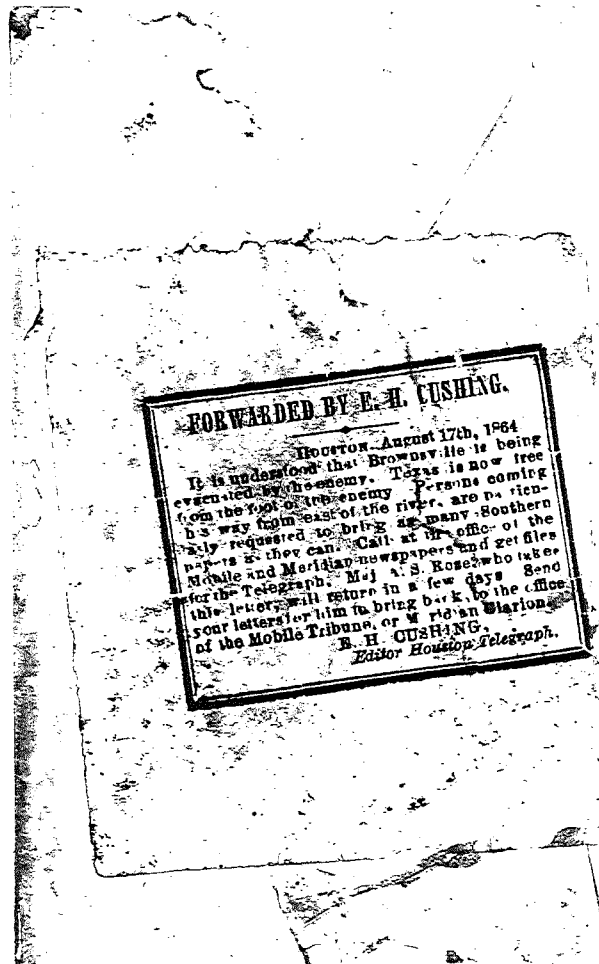 FORWARDED BY E. H. CUSHING.
HOUSTON, August 17th, 1864
It is understood that Brownsville is being
evacuated by the enemy. Texas is now free
from the foot of the enemy. Persons coming
this way from east of the river, are
requested to bring as many Southern
papers as they can. Call at the office of the
Mobile and Meridian newspapers and get files
for the Telegraph. Maj A. S. Rose, who takes
this letter, will return in a few days. Send
your letters for him to bring back, to the office
of the Mobile Tribune, or Meridian Clarion.
E. H. CUSHING,
Editor Houston Telegraph.